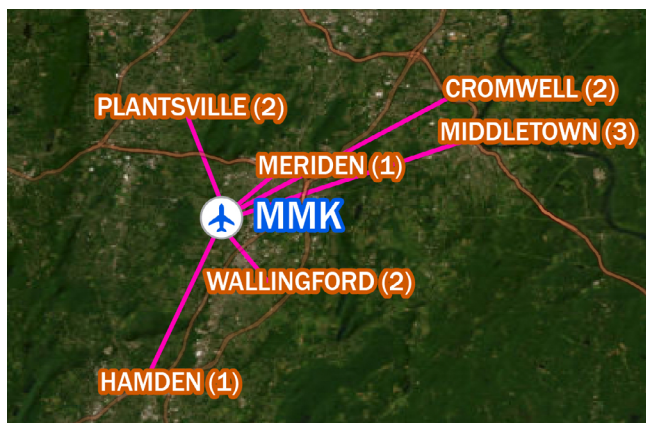 CROMWELL (2)
PLANTSVILLE (2)
MIDDLETOWN (3)
MERIDEN (1)
MMK
WALLINGFORD (2)
HAMDEN (1)